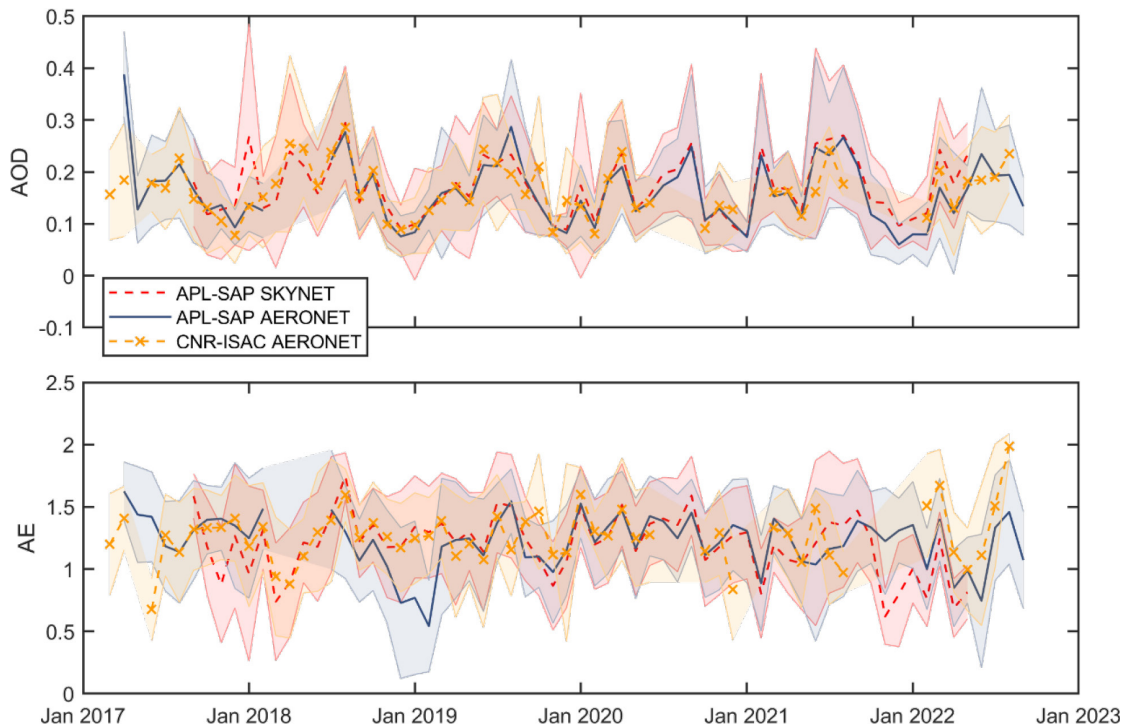 0.5
0.4
0.3
0.2
0.1
0
-0.1
AOD
APL-SAP SKYNET
APL-SAP AERONET
CNR-ISAC AERONET
2.5
2
1.5
1
0.5
0
AE
Jan 2017 Jan 2018 Jan 2019 Jan 2020 Jan 2021 Jan 2022 Jan 2023